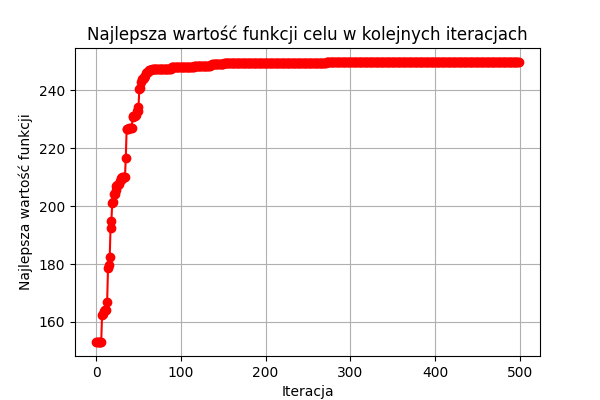 Najlepsza wartość funkcji celu w kolejnych iteracjach
Najlepsza wartość funkcji
240
220
200
180
160
0 100 200 300 400 500
Iteracja